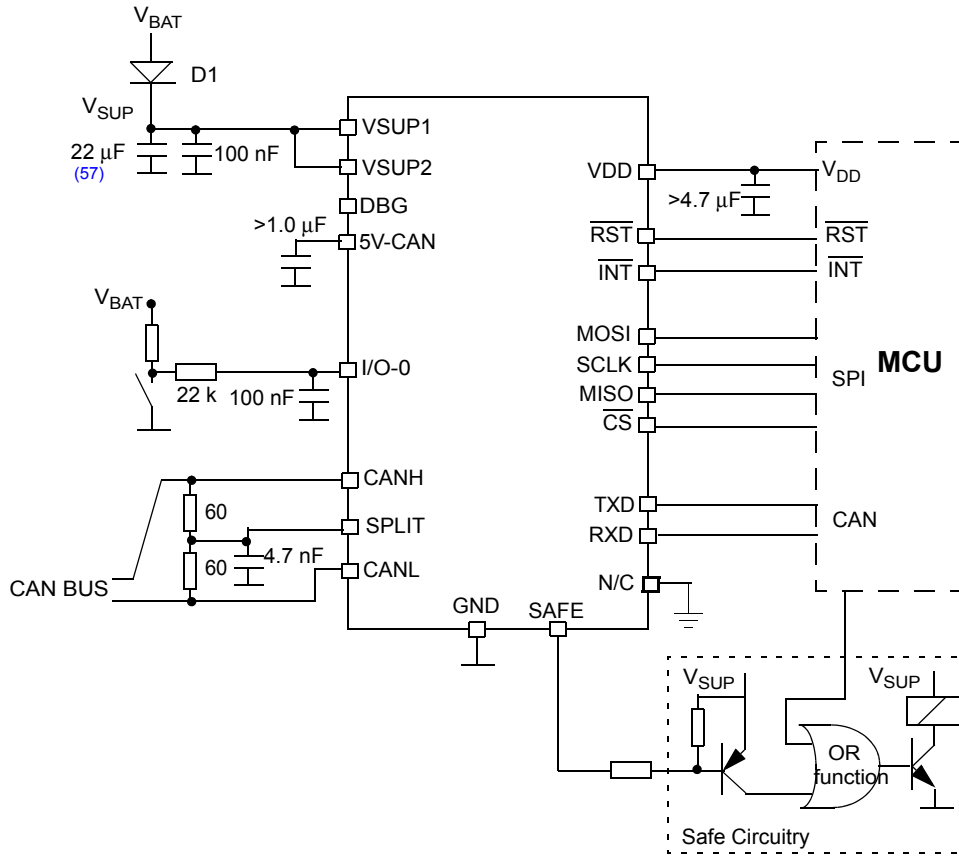 VBAT
D1
VSUP
22 μF
(57)
100 nF
VSUP1
VSUP2
DBG
>1.0 μF
5V-CAN
VBAT
22 k
100 nF
I/O-0
CANH
60
SPLIT
60
4.7 nF
CANL
CAN BUS
GND
SAFE
VDD
>4.7 μF
VDD
RST
RST
INT
INT
MOSI
SCLK
MISO
CS
SPI
MCU
TXD
RXD
CAN
N/C
VSUP
VSUP
OR
function
Safe Circuitry